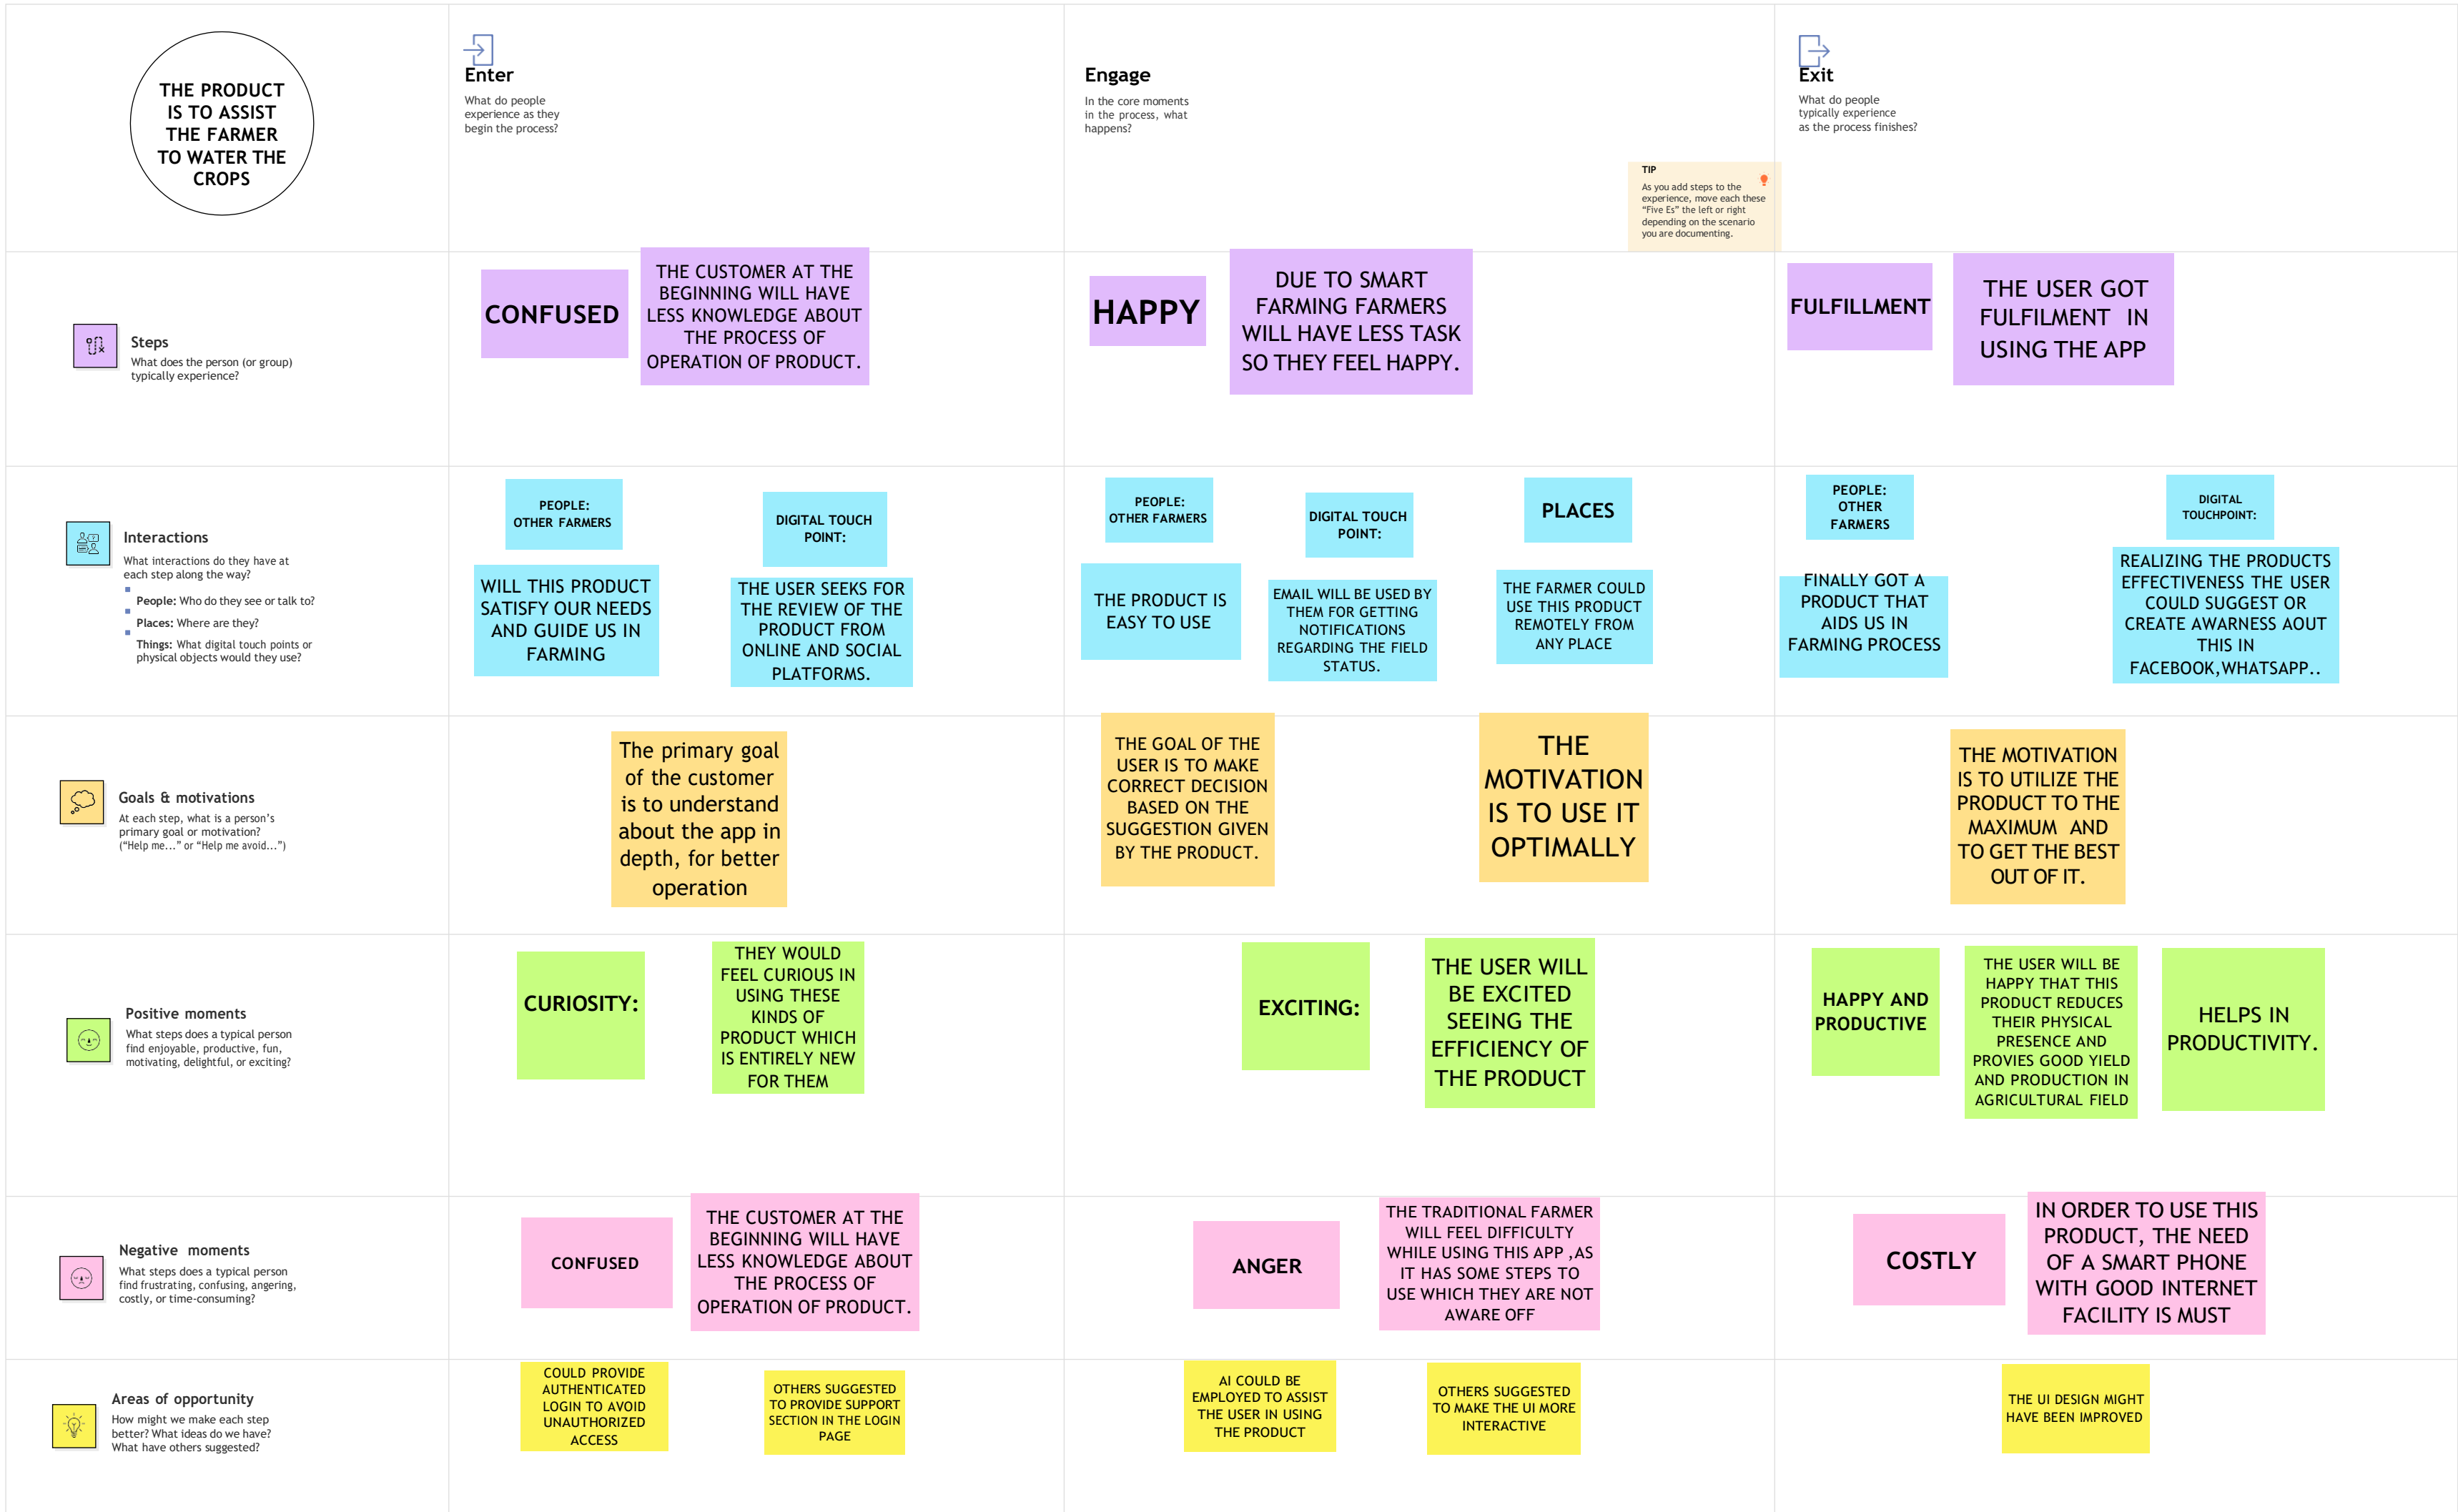 THE PRODUCT
IS TO ASSIST
THE FARMER
TO WATER THE
CROPS
Enter
What do people
experience as they
begin the process?
Engage
In the core moments
in the process, what
happens?
TIP
As you add steps to the
experience, move each these
“Five Es” the left or right
depending on the scenario
you are documenting.
Exit
What do people
typically experience
as the process finishes?
Steps
What does the person (or group)
typically experience?
CONFUSED
THE CUSTOMER AT THE
BEGINNING WILL HAVE
LESS KNOWLEDGE ABOUT
THE PROCESS OF
OPERATION OF PRODUCT.
HAPPY
DUE TO SMART
FARMING FARMERS
WILL HAVE LESS TASK
SO THEY FEEL HAPPY.
FULFILLMENT
THE USER GOT
FULFILMENT IN
USING THE APP
Interactions
What interactions do they have at
each step along the way?
People: Who do they see or talk to?
Places: Where are they?
Things: What digital touch points or
physical objects would they use?
PEOPLE:
OTHER FARMERS
WILL THIS PRODUCT
SATISFY OUR NEEDS
AND GUIDE US IN
FARMING
DIGITAL TOUCH
POINT:
THE USER SEEKS FOR
THE REVIEW OF THE
PRODUCT FROM
ONLINE AND SOCIAL
PLATFORMS.
PEOPLE:
OTHER FARMERS
THE PRODUCT IS
EASY TO USE
DIGITAL TOUCH
POINT:
EMAIL WILL BE USED BY
THEM FOR GETTING
NOTIFICATIONS
REGARDING THE FIELD
STATUS.
PLACES
THE FARMER COULD
USE THIS PRODUCT
REMOTELY FROM
ANY PLACE
PEOPLE:
OTHER
FARMERS
FINALLY GOT A
PRODUCT THAT
AIDS US IN
FARMING PROCESS
DIGITAL
TOUCHPOINT:
REALIZING THE PRODUCTS
EFFECTIVENESS THE USER
COULD SUGGEST OR
CREATE AWARNESS AOUT
THIS IN
FACEBOOK,WHATSAPP..
Goals & motivations
At each step, what is a person’s
primary goal or motivation?
(“Help me...” or “Help me avoid...”)
The primary goal
of the customer
is to understand
about the app in
depth, for better
operation
THE GOAL OF THE
USER IS TO MAKE
CORRECT DECISION
BASED ON THE
SUGGESTION GIVEN
BY THE PRODUCT.
THE
MOTIVATION
IS TO USE IT
OPTIMALLY
THE MOTIVATION
IS TO UTILIZE THE
PRODUCT TO THE
MAXIMUM AND
TO GET THE BEST
OUT OF IT.
Positive moments
What steps does a typical person
find enjoyable, productive, fun,
motivating, delightful, or exciting?
CURIOSITY:
THEY WOULD
FEEL CURIOUS IN
USING THESE
KINDS OF
PRODUCT WHICH
IS ENTIRELY NEW
FOR THEM
EXCITING:
THE USER WILL
BE EXCITED
SEEING THE
EFFICIENCY OF
THE PRODUCT
HAPPY AND
PRODUCTIVE
THE USER WILL BE
HAPPY THAT THIS
PRODUCT REDUCES
THEIR PHYSICAL
PRESENCE AND
PROVIES GOOD YIELD
AND PRODUCTION IN
AGRICULTURAL FIELD
HELPS IN
PRODUCTIVITY.
Negative moments
What steps does a typical person
find frustrating, confusing, angering,
costly, or time-consuming?
CONFUSED
THE CUSTOMER AT THE
BEGINNING WILL HAVE
LESS KNOWLEDGE ABOUT
THE PROCESS OF
OPERATION OF PRODUCT.
ANGER
THE TRADITIONAL FARMER
WILL FEEL DIFFICULTY
WHILE USING THIS APP ,AS
IT HAS SOME STEPS TO
USE WHICH THEY ARE NOT
AWARE OFF
COSTLY
IN ORDER TO USE THIS
PRODUCT, THE NEED
OF A SMART PHONE
WITH GOOD INTERNET
FACILITY IS MUST
Areas of opportunity
How might we make each step
better? What ideas do we have?
What have others suggested?
COULD PROVIDE
AUTHENTICATED
LOGIN TO AVOID
UNAUTHORIZED
ACCESS
OTHERS SUGGESTED
TO PROVIDE SUPPORT
SECTION IN THE LOGIN
PAGE
AI COULD BE
EMPLOYED TO ASSIST
THE USER IN USING
THE PRODUCT
OTHERS SUGGESTED
TO MAKE THE UI MORE
INTERACTIVE
THE UI DESIGN MIGHT
HAVE BEEN IMPROVED